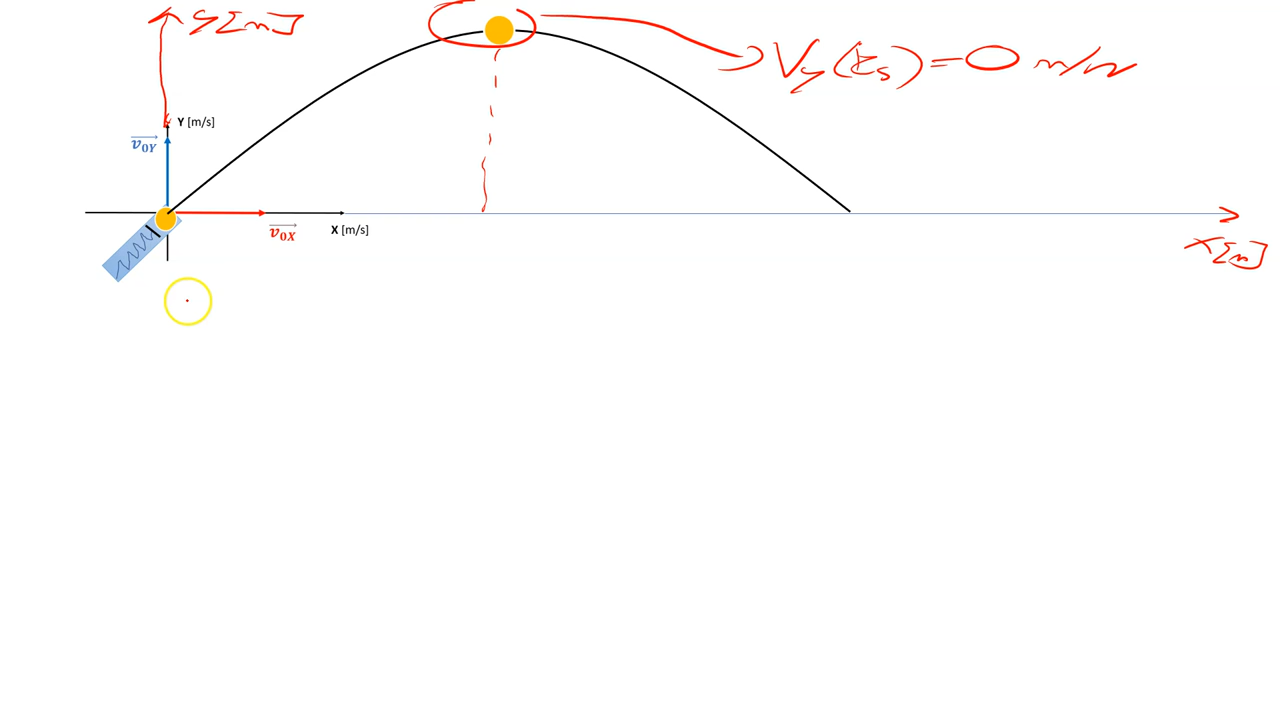 y[m]
Vy(ts)=0 m/s
Y [m/s]
v0Y
v0X
X [m/s]
x[m]